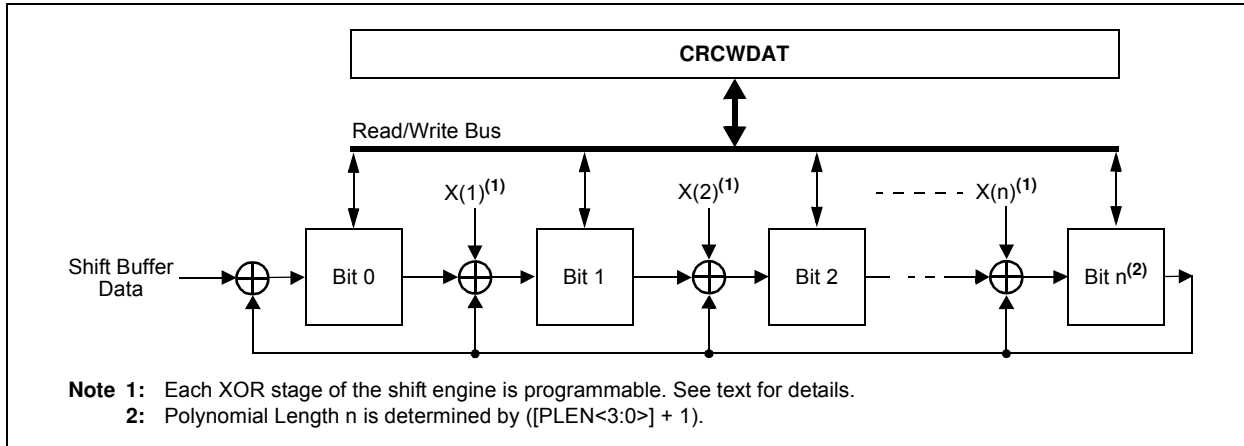 CRCWDAT
Read/Write Bus
X(1)(1) X(2)(1) X(n)(1)
Shift Buffer
Data
Bit 0 Bit 1 Bit 2 Bit n(2)
Note 1: Each XOR stage of the shift engine is programmable. See text for details.
2: Polynomial Length n is determined by ([PLEN<3:0>] + 1).